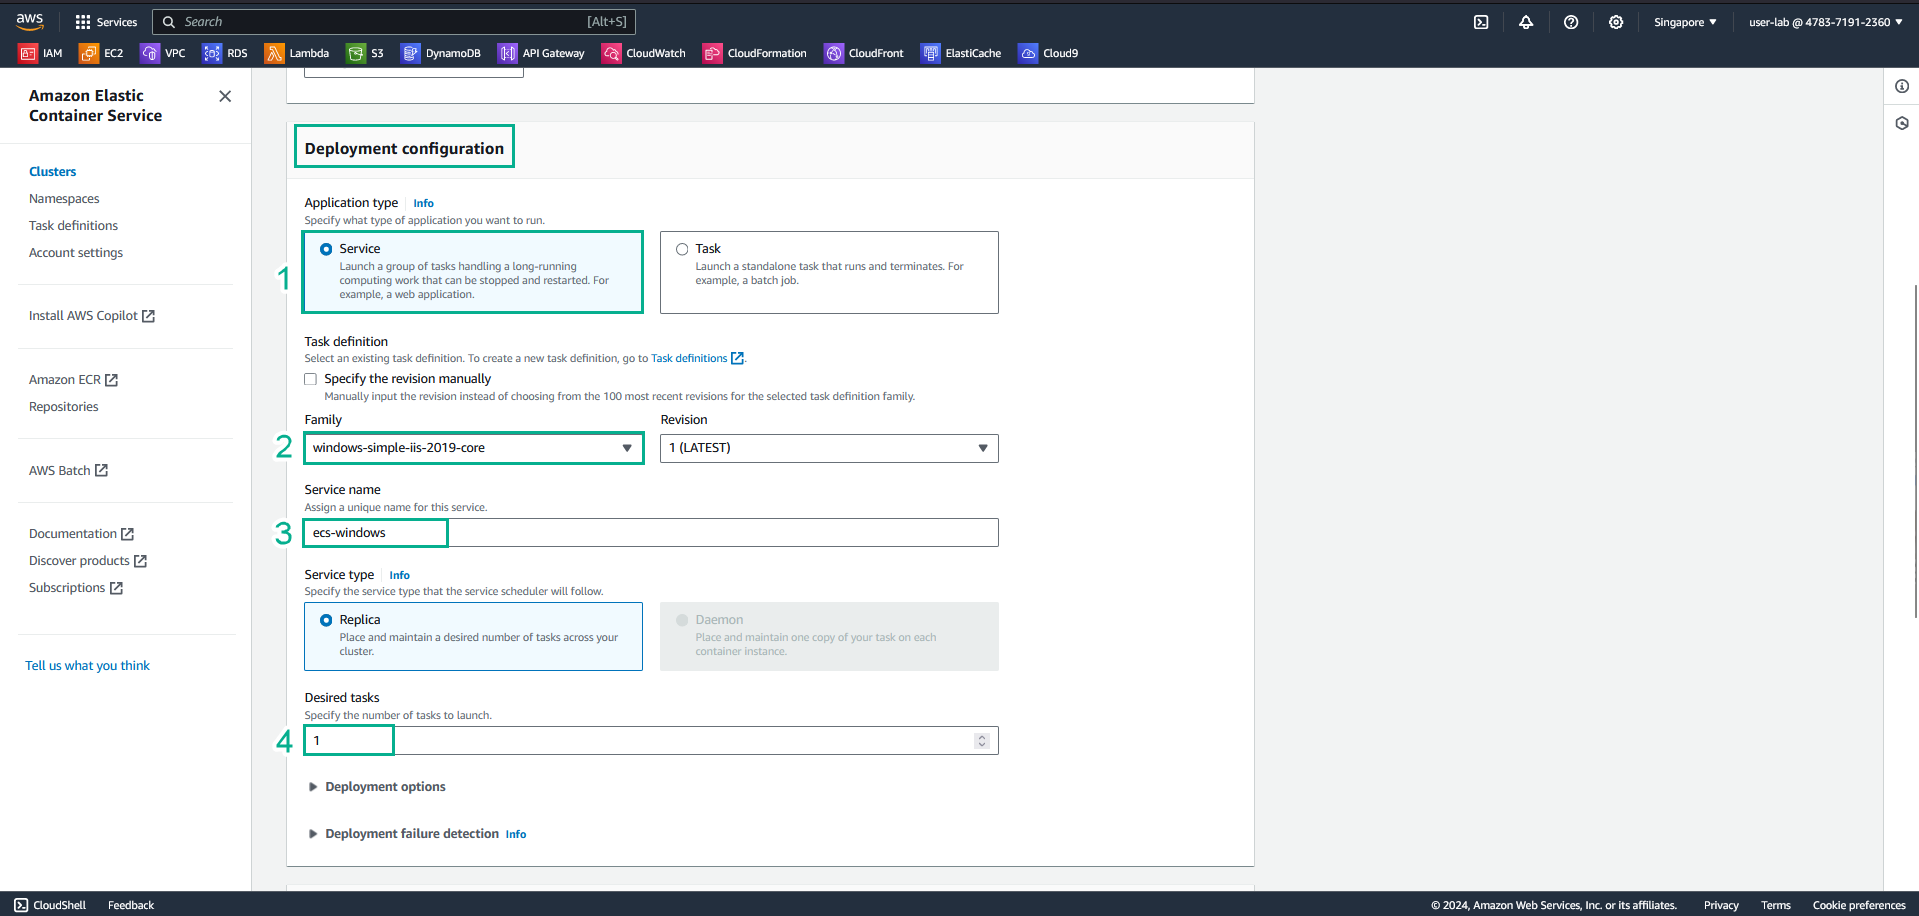 aws
Services
Search
[Alt+S]
Singapore
user-lab @ 4783-7191-2360
IAM
EC2
VPC
RDS
Lambda
S3
DynamoDB
API Gateway
CloudWatch
CloudFormation
CloudFront
ElastiCache
Cloud9
Amazon Elastic
Container Service
Clusters
Namespaces
Task definitions
Account settings
Install AWS Copilot
Amazon ECR
Repositories
AWS Batch
Documentation
Discover products
Subscriptions
Tell us what you think
Deployment configuration
Application type
Info
Specify what type of application you want to run.
1
Service
Launch a group of tasks handling a long-running
computing work that can be stopped and restarted. For
example, a web application.
Task
Launch a standalone task that runs and terminates. For
example, a batch job.
Task definition
Select an existing task definition. To create a new task definition, go to Task definitions.
Specify the revision manually
Manually input the revision instead of choosing from the 100 most recent revisions for the selected task definition family.
Family
2
windows-simple-iis-2019-core
Revision
1 (LATEST)
Service name
Assign a unique name for this service.
3
ecs-windows
Service type
Info
Specify the service type that the service scheduler will follow.
Replica
Place and maintain a desired number of tasks across your
cluster.
Daemon
Place and maintain one copy of your task on each
container instance.
Desired tasks
Specify the number of tasks to launch.
4
1
Deployment options
Deployment failure detection
Info
CloudShell
Feedback
© 2024, Amazon Web Services, Inc. or its affiliates.
Privacy
Terms
Cookie preferences